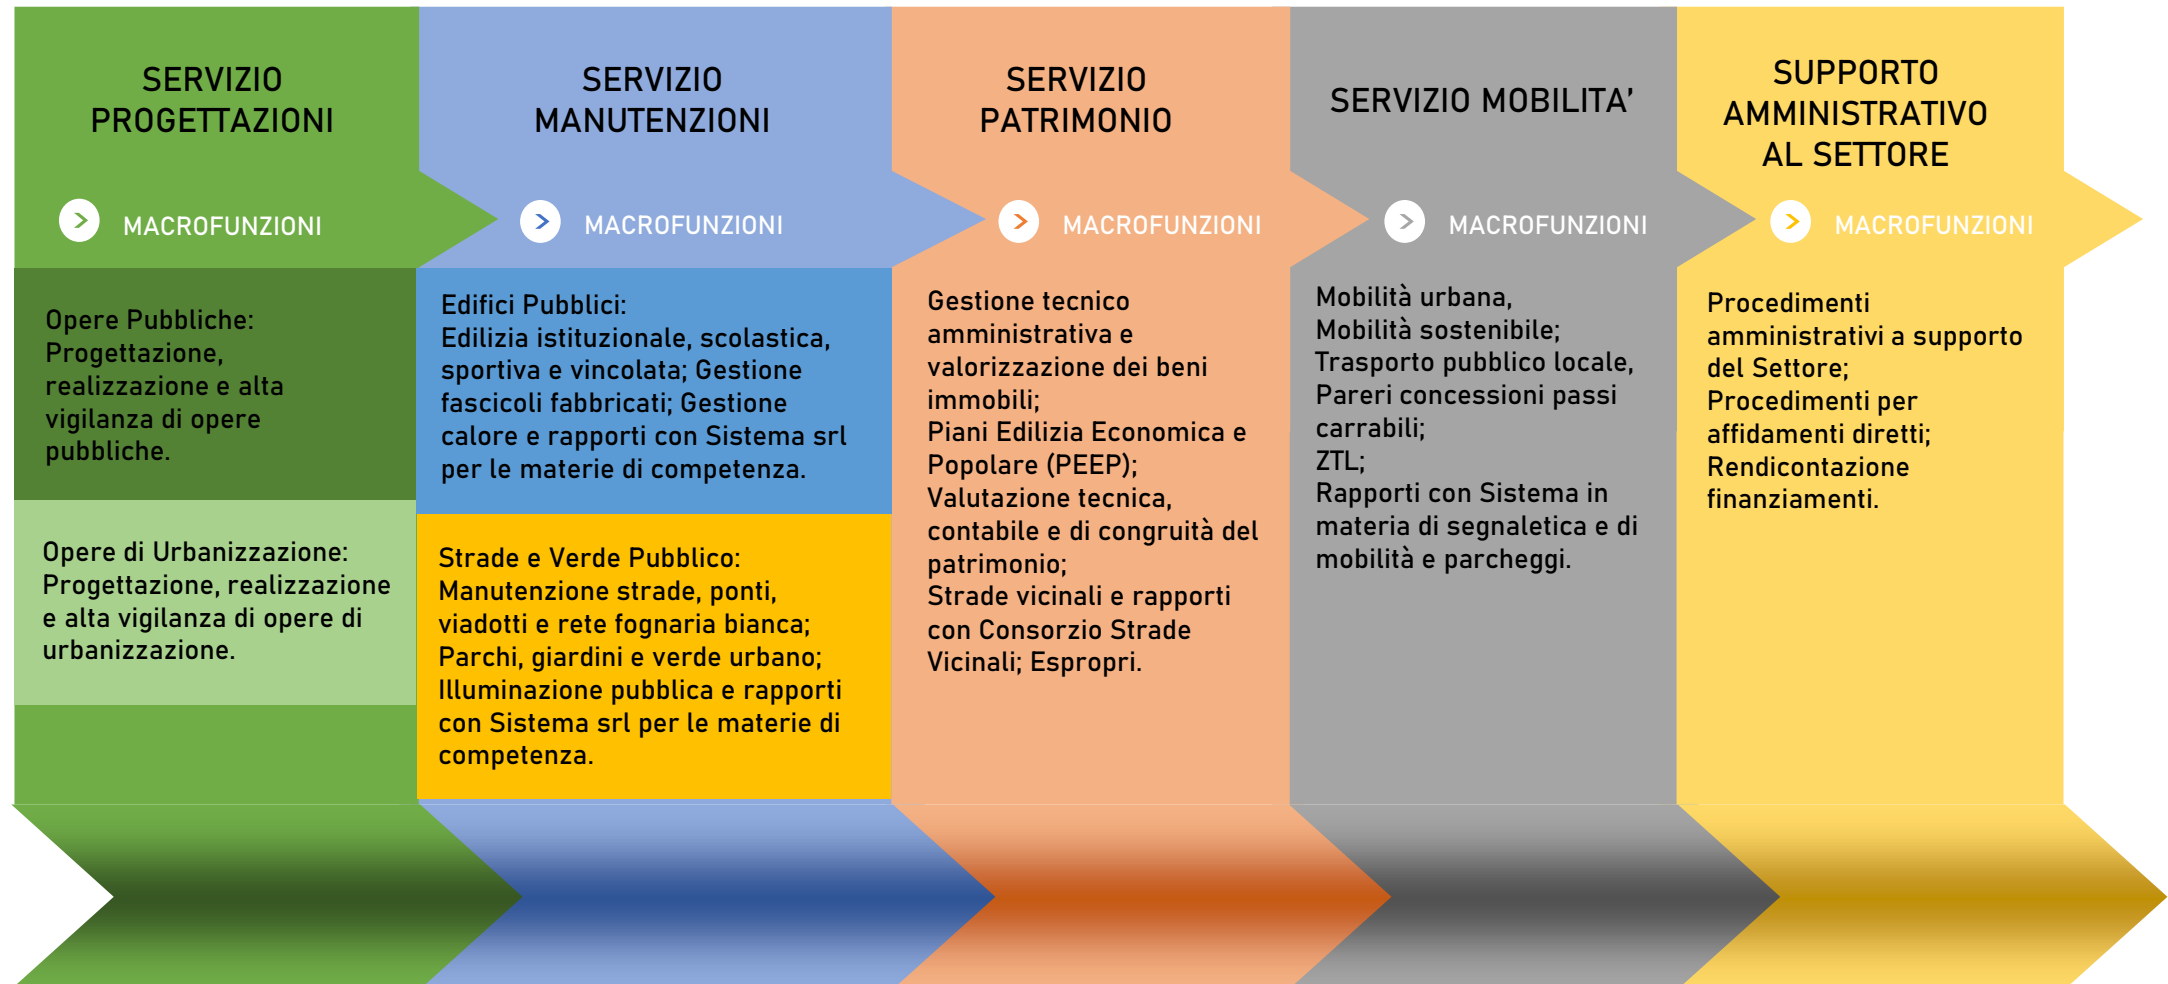 SERVIZIO
PROGETTAZIONI
MACROFUNZIONI
Opere Pubbliche:
Progettazione,
realizzazione e alta
vigilanza di opere
pubbliche.
Opere di Urbanizzazione:
Progettazione, realizzazione
e alta vigilanza di opere di
urbanizzazione.
SERVIZIO
MANUTENZIONI
MACROFUNZIONI
Edifici Pubblici:
Edilizia istituzionale, scolastica,
sportiva e vincolata; Gestione
fascicoli fabbricati; Gestione
calore e rapporti con Sistema srl
per le materie di competenza.
Strade e Verde Pubblico:
Manutenzione strade, ponti,
viadotti e rete fognaria bianca;
Parchi, giardini e verde urbano;
Illuminazione pubblica e rapporti
con Sistema srl per le materie di
competenza.
SERVIZIO
PATRIMONIO
MACROFUNZIONI
Gestione tecnico
amministrativa e
valorizzazione dei beni
immobili;
Piani Edilizia Economica e
Popolare (PEEP);
Valutazione tecnica,
contabile e di congruità del
patrimonio;
Strade vicinali e rapporti
con Consorzio Strade
Vicinali; Espropri.
SERVIZIO MOBILITA’
MACROFUNZIONI
Mobilità urbana,
Mobilità sostenibile;
Trasporto pubblico locale,
Pareri concessioni passi
carrabili;
ZTL;
Rapporti con Sistema in
materia di segnaletica e di
mobilità e parcheggi.
SUPPORTO
AMMINISTRATIVO
AL SETTORE
MACROFUNZIONI
Procedimenti
amministrativi a supporto
del Settore;
Procedimenti per
affidamenti diretti;
Rendicontazione
finanziamenti.